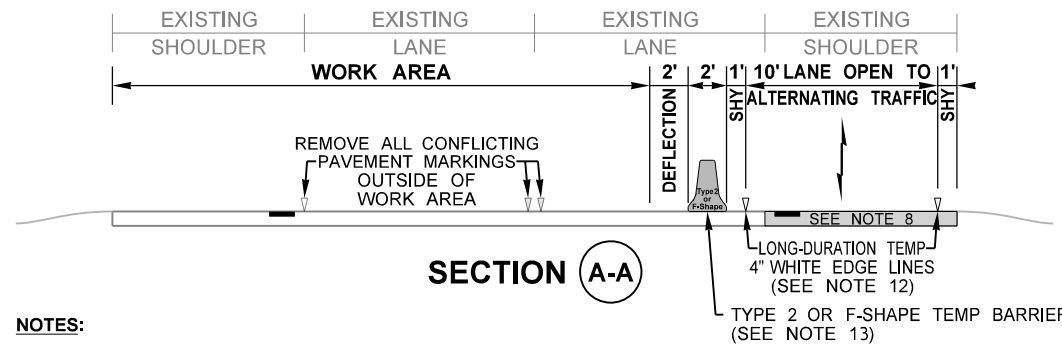 EXISTING EXISTING EXISTING EXISTING
SHOULDER LANE LANE SHOULDER
WORK AREA 2' 2' 1' 10' LANE OPEN TO 1'
ALTERNATING TRAFFIC
DEFLECTION
SHY
SHY
REMOVE ALL CONFLICTING
PAVEMENT MARKINGS
OUTSIDE OF
WORK AREA
Type 2
or
F-Shape
SEE NOTE 8
LONG-DURATION TEMP
4" WHITE EDGE LINES
(SEE NOTE 12)
SECTION A-A
TYPE 2 OR F-SHAPE TEMP BARRIER
(SEE NOTE 13)
NOTES: